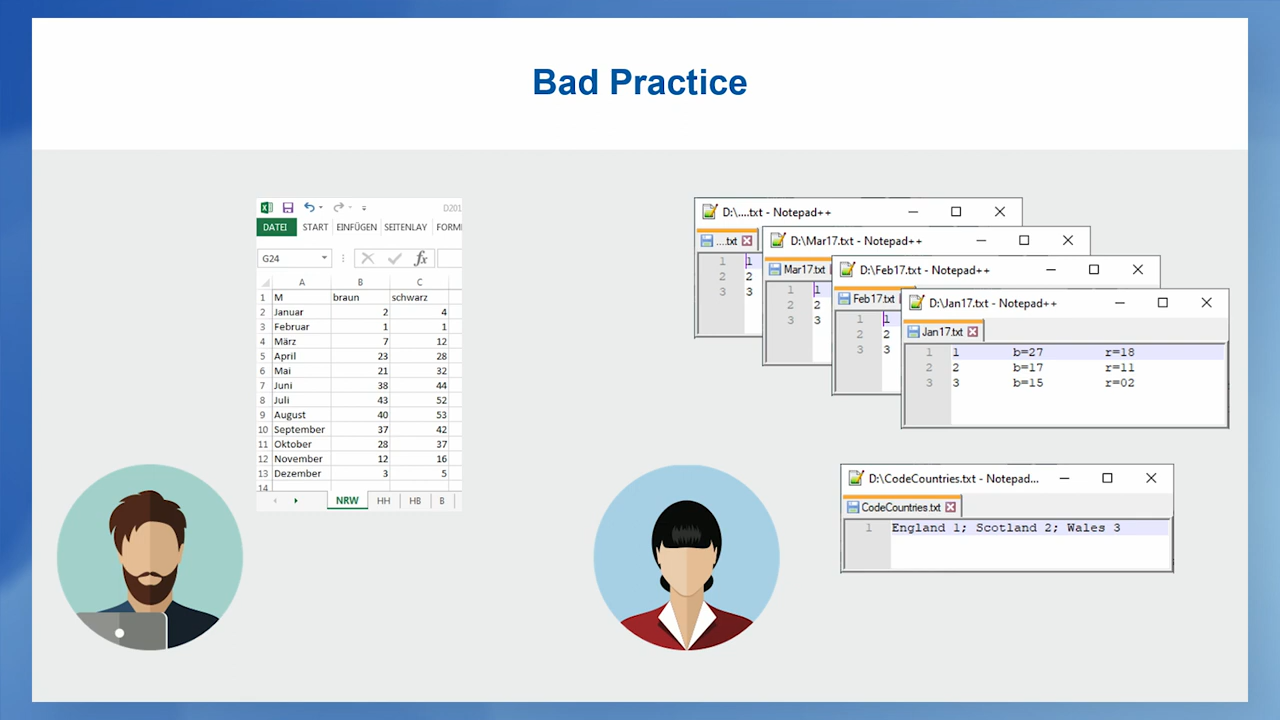 Bad Practice
D201
DATEI START EINFÜGEN SEITENLAY FORMI
G24 fx
A B C
1 M braun schwarz
2 Januar 2 4
3 Februar 1 1
4 März 7 12
5 April 23 28
6 Mai 21 32
7 Juni 38 44
8 Juli 43 52
9 August 40 53
10 September 37 42
11 Oktober 28 37
12 November 12 16
13 Dezember 3 5
14
NRW HH HB B
D:\....txt - Notepad++
....txt
1 1
2 2
3 3
D:\Mar17.txt - Notepad++
Mar17.txt
1 1
2 2
3 3
D:\Feb17.txt - Notepad++
Feb17.txt
1 1
2 2
3 3
D:\Jan17.txt - Notepad++
Jan17.txt
1 1 b=27 r=18
2 2 b=17 r=11
3 3 b=15 r=02
D:\CodeCountries.txt - Notepad...
CodeCountries.txt
1 England 1; Scotland 2; Wales 3